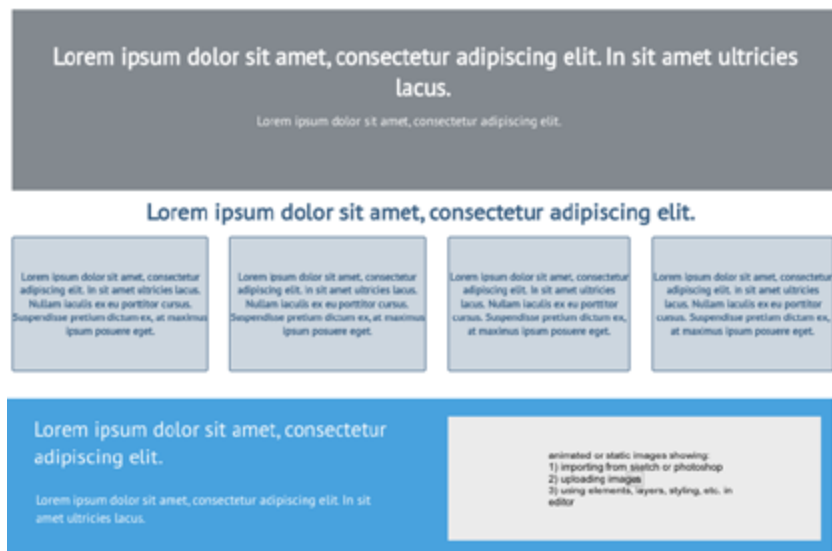 Lorem ipsum dolor sit amet, consectetur adipiscing elit. In sit amet ultricies
lacus.
Lorem ipsum dolor sit amet, consectetur adipiscing elit.
Lorem ipsum dolor sit amet, consectetur adipiscing elit.
Lorem ipsum dolor sit amet, consectetur
adipiscing elit. In sit amet ultricies lacus.
Nullam iaculis ex eu porttitor cursus.
Suspendisse pretium dictum ex, at maximus
ipsum posuere eget.
Lorem ipsum dolor sit amet, consectetur
adipiscing elit. In sit amet ultricies lacus.
Nullam iaculis ex eu porttitor cursus.
Suspendisse pretium dictum ex, at maximus
ipsum posuere eget.
Lorem ipsum dolor sit amet, consectetur
adipiscing elit. In sit amet ultricies
lacus. Nullam iaculis ex eu porttitor
cursus. Suspendisse pretium dictum ex,
at maximus ipsum posuere eget.
Lorem ipsum dolor sit amet, consectetur
adipiscing elit. In sit amet ultricies
lacus. Nullam iaculis ex eu porttitor
cursus. Suspendisse pretium dictum ex,
at maximus ipsum posuere eget.
Lorem ipsum dolor sit amet, consectetur
adipiscing elit.
Lorem ipsum dolor sit amet, consectetur adipiscing elit. In sit
amet ultricies lacus.
animated or static images showing:
1) importing from sketch or photoshop
2) uploading images
3) using elements, layers, styling, etc. in
editor